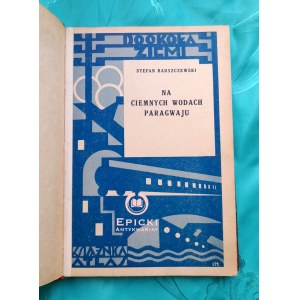 DOOKOŁA
ZIEMI
STEFAN BARSZCZEWSKI
NA
CIEMNYCH WODACH
PARAGWAJU
EPICKI
ANTYKWARIAT
KSIĄŻNICA
ATLAS